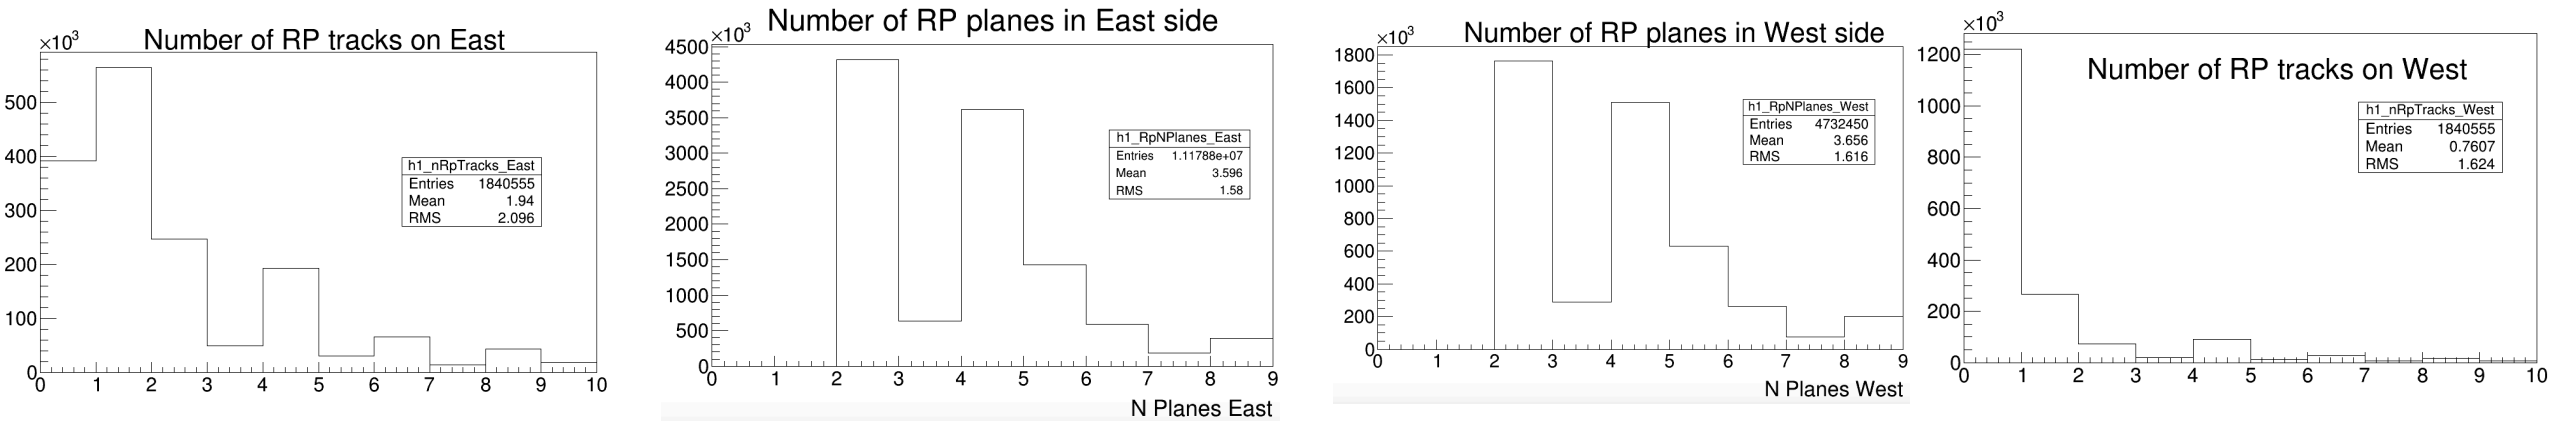 Number of RP tracks on East
×10³
500
400
300
200
100
0
0 1 2 3 4 5 6 7 8 9 10
h1_nRpTracks_East
Entries 1840555
Mean 1.94
RMS 2.096
Number of RP planes in East side
×10³
4500
4000
3500
3000
2500
2000
1500
1000
500
0
0 1 2 3 4 5 6 7 8 9
N Planes East
h1_RpNPlanes_East
Entries 1.11788e+07
Mean 3.596
RMS 1.58
Number of RP planes in West side
×10³
1800
1600
1400
1200
1000
800
600
400
200
0
0 1 2 3 4 5 6 7 8 9
N Planes West
h1_RpNPlanes_West
Entries 4732450
Mean 3.656
RMS 1.616
×10³
Number of RP tracks on West
1200
1000
800
600
400
200
0
0 1 2 3 4 5 6 7 8 9 10
h1_nRpTracks_West
Entries 1840555
Mean 0.7607
RMS 1.624